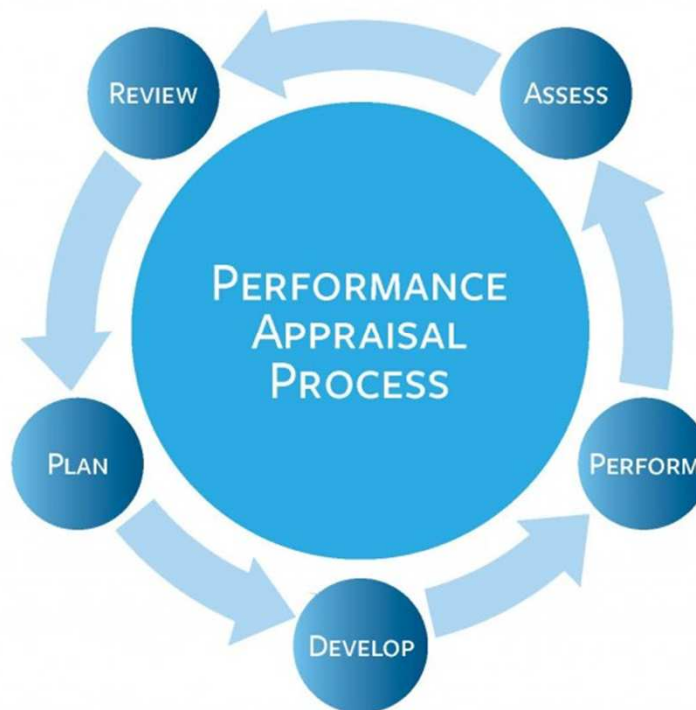 REVIEW
ASSESS
PERFORMANCE
APPRAISAL
PROCESS
PLAN
PERFORM
DEVELOP